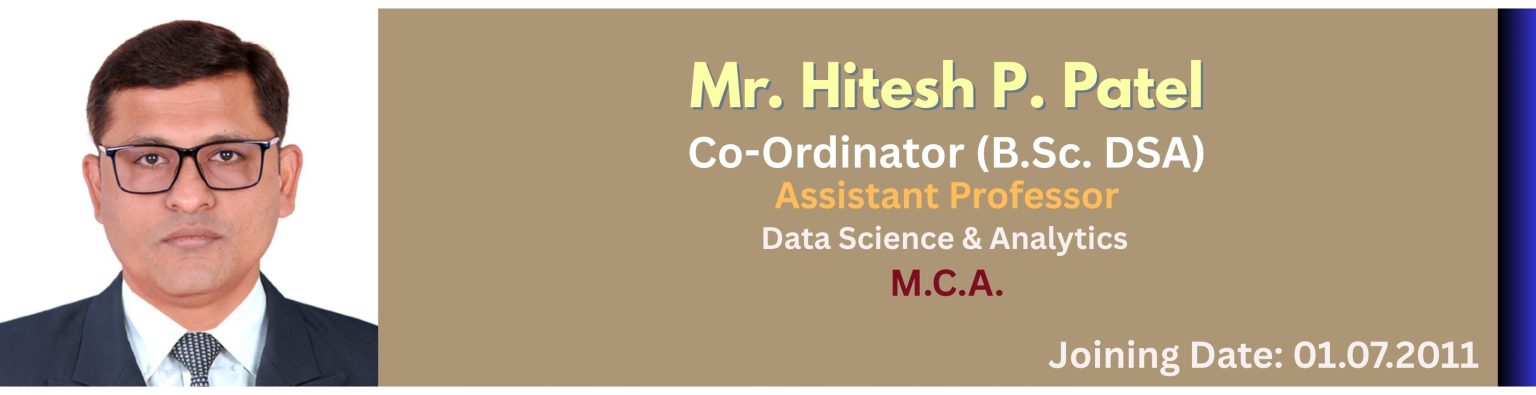 Mr. Hitesh P. Patel
Co-Ordinator (B.Sc. DSA)
Assistant Professor
Data Science & Analytics
M.C.A.
Joining Date: 01.07.2011